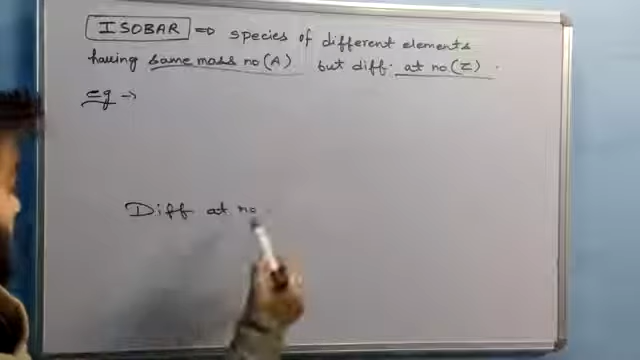 ISOBAR => species of different elements
having same mass no(A) but diff. at no(Z).
eg →
Diff at no